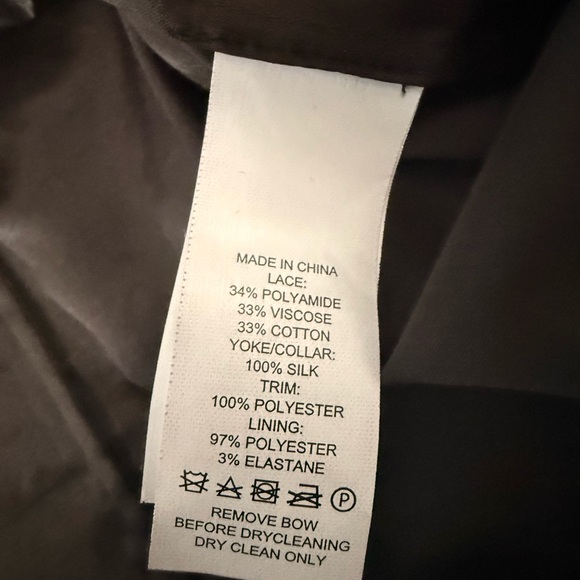 MADE IN CHINA
LACE:
34% POLYAMIDE
33% VISCOSE
33% COTTON
YOKE/COLLAR:
100% SILK
TRIM:
100% POLYESTER
LINING:
97% POLYESTER
3% ELASTANE
P
REMOVE BOW
BEFORE DRYCLEANING
DRY CLEAN ONLY